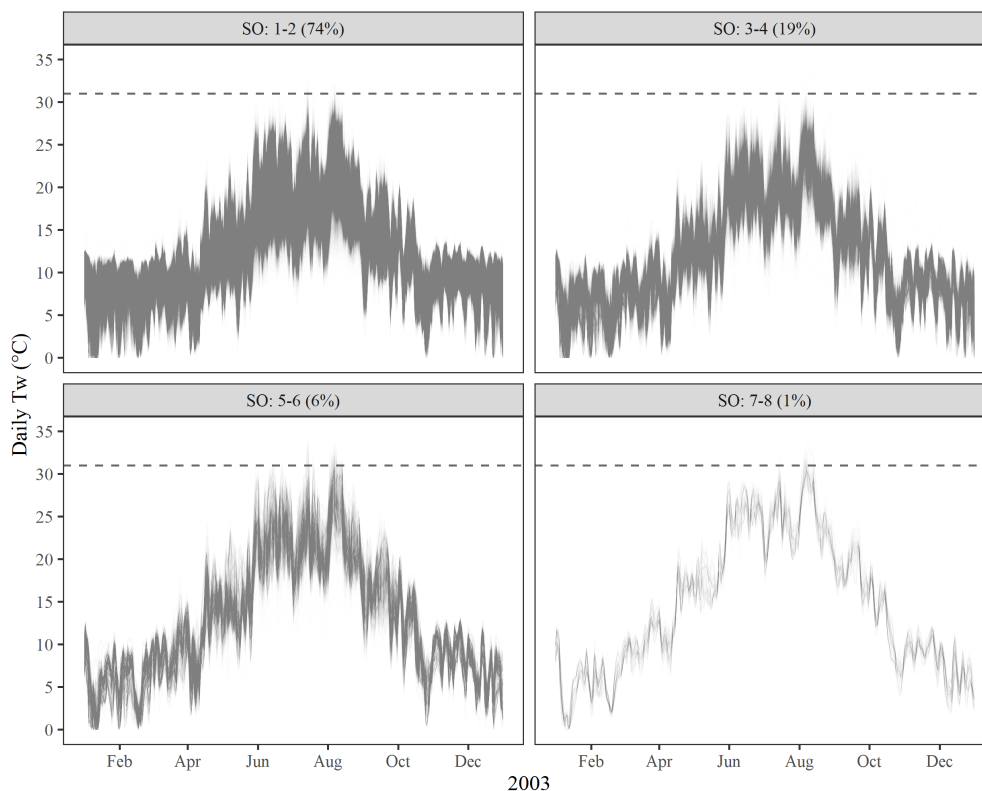 SO: 1-2 (74%)
SO: 3-4 (19%)
35
30
25
20
15
10
5
0
SO: 5-6 (6%)
SO: 7-8 (1%)
35
30
25
20
15
10
5
0
Daily Tw (°C)
Feb Apr Jun Aug Oct Dec
Feb Apr Jun Aug Oct Dec
2003